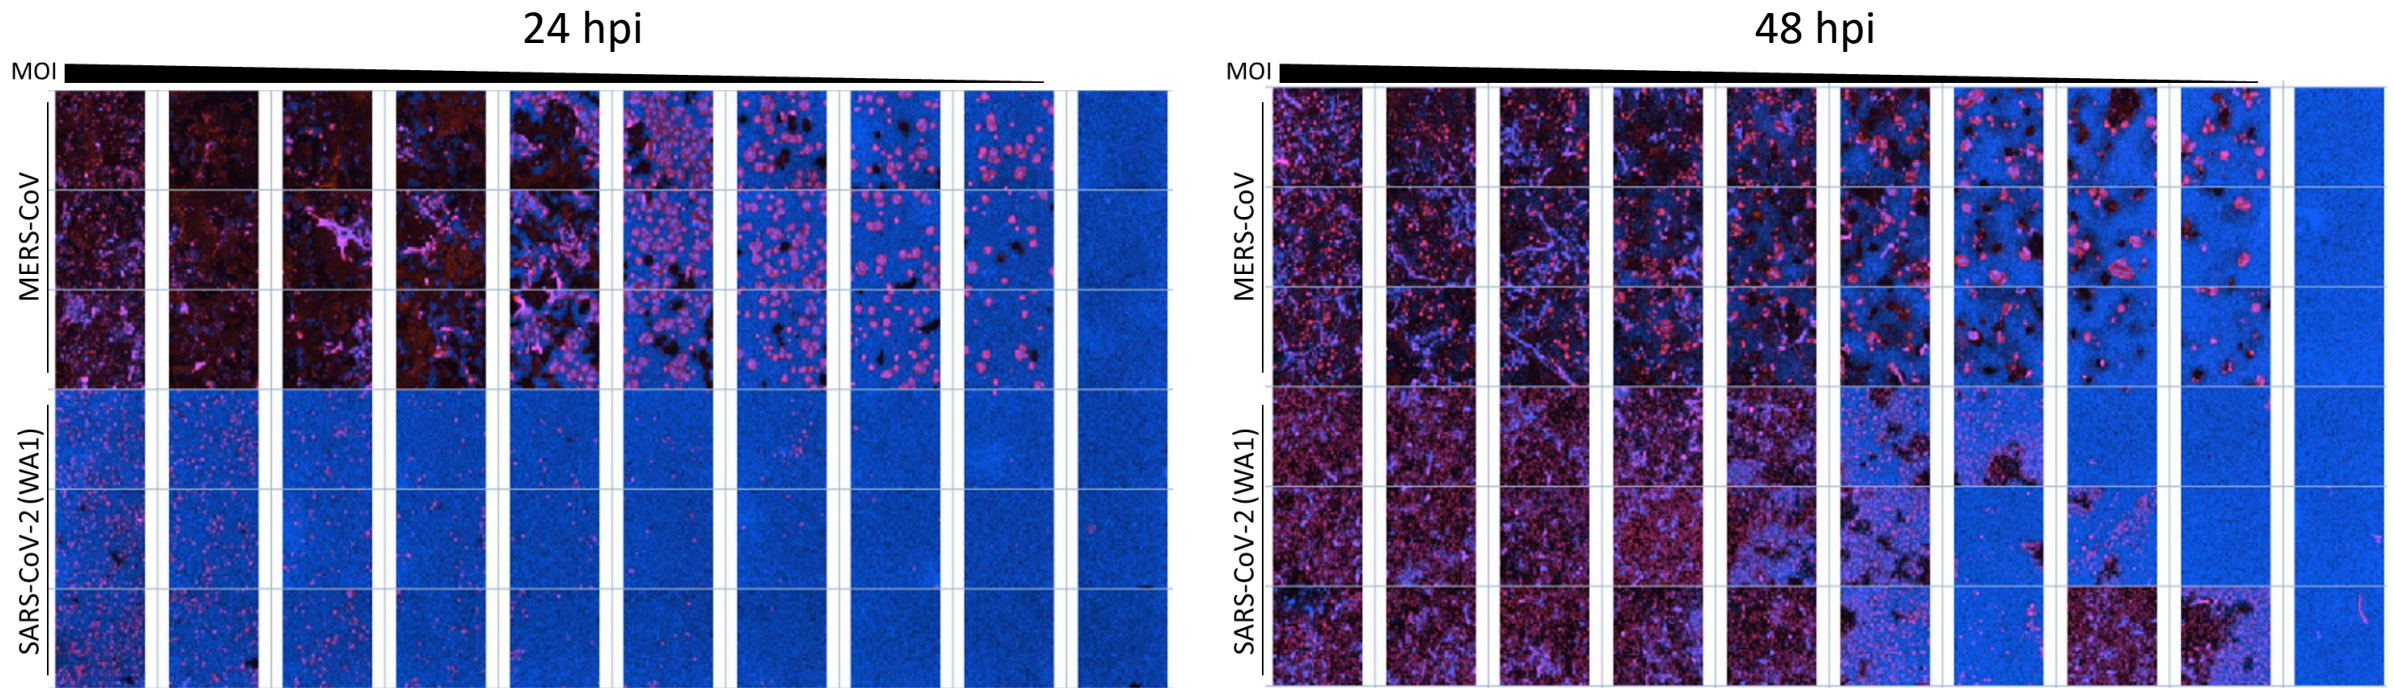 24 hpi
48 hpi
MOI
MOI
MERS-CoV
SARS-CoV-2 (WA1)
MERS-CoV
SARS-CoV-2 (WA1)